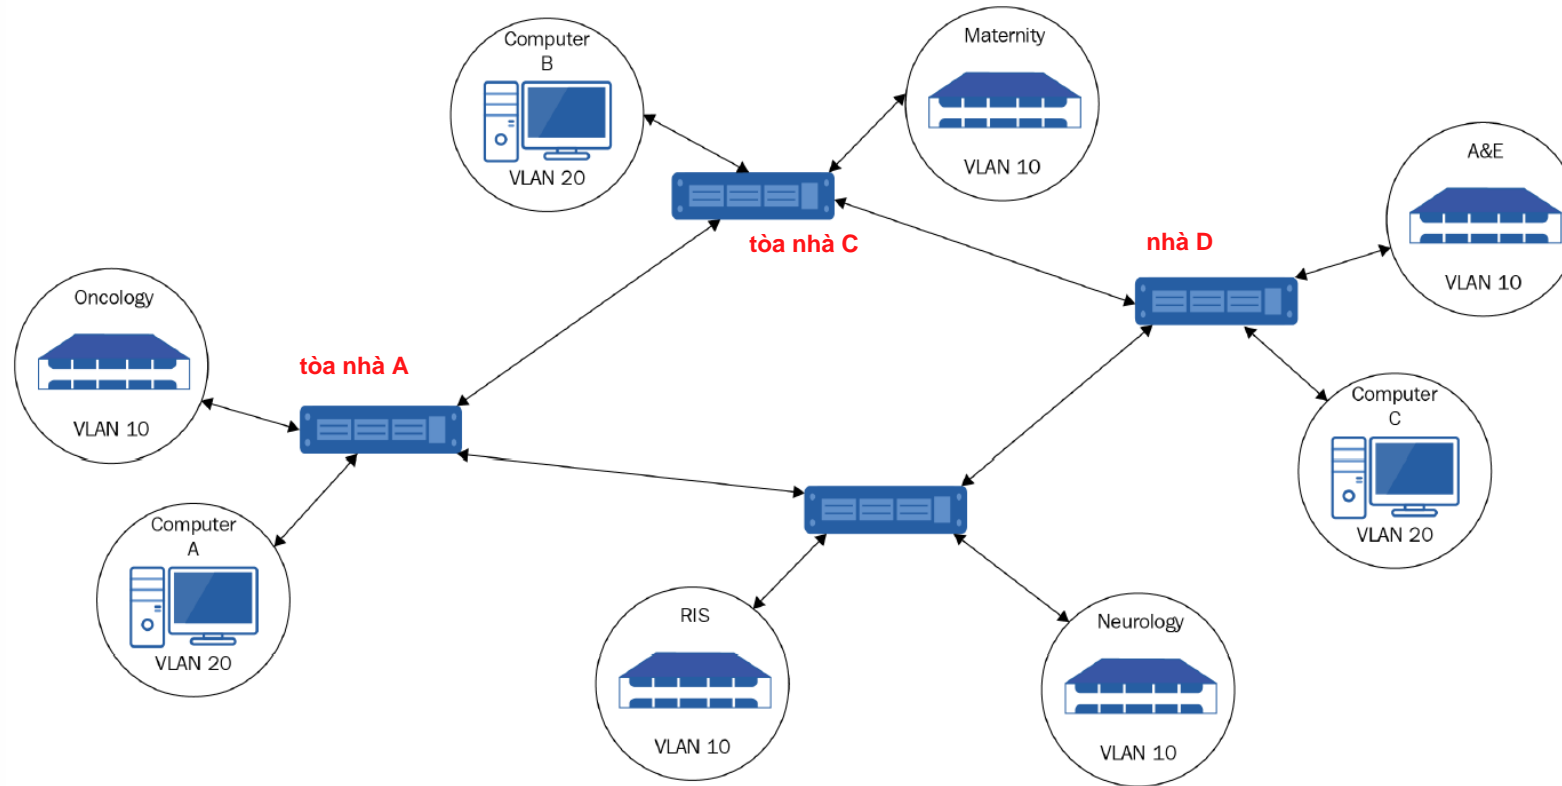 Computer
B
VLAN 20
Maternity
VLAN 10
A&E
VLAN 10
tòa nhà C
nhà D
Oncology
VLAN 10
tòa nhà A
Computer
C
VLAN 20
Computer
A
VLAN 20
RIS
VLAN 10
Neurology
VLAN 10